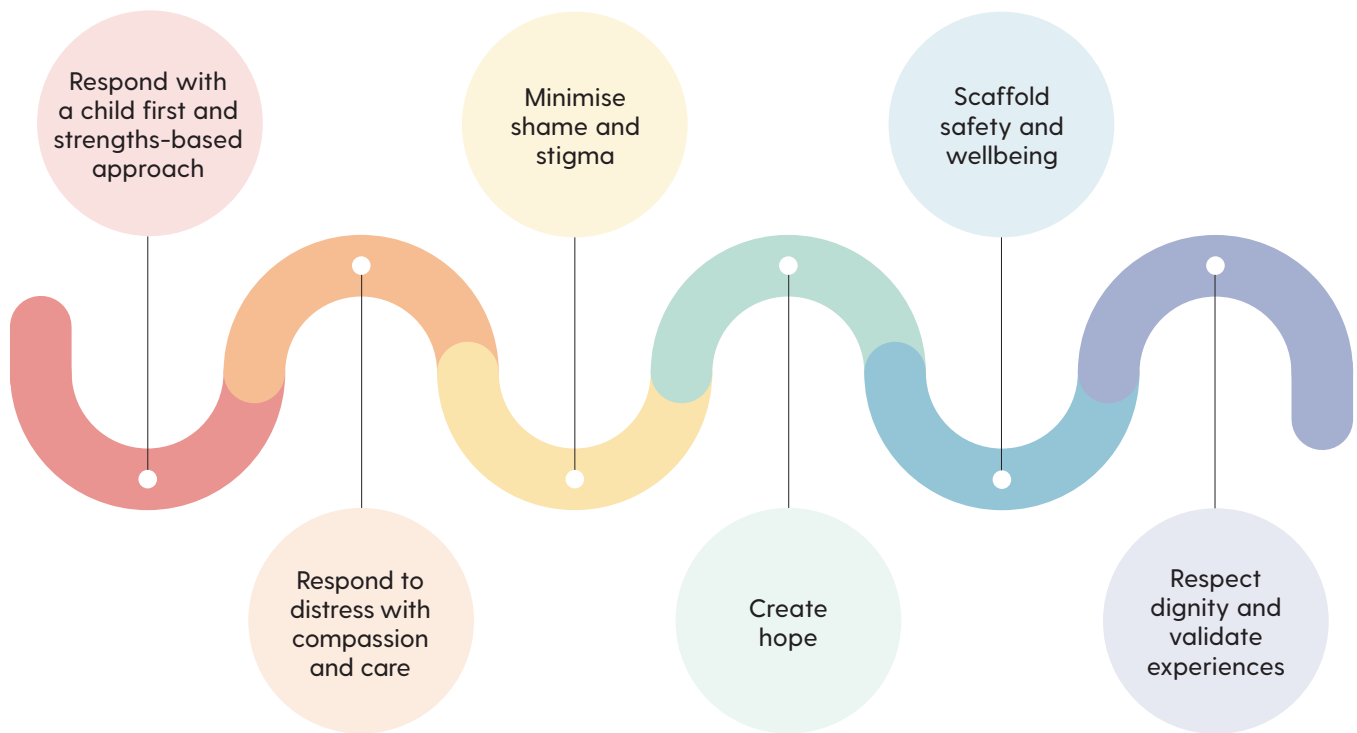 Respond with
a child first and
strengths-based
approach
Respond to
distress with
compassion
and care
Minimise
shame and
stigma
Create
hope
Scaffold
safety and
wellbeing
Respect
dignity and
validate
experiences